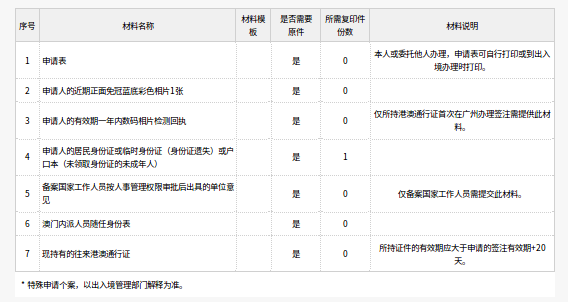 序号 材料名称 材料模板 是否需要原件 所需复印件份数 材料说明
1 申请表 是 0 本人或委托他人办理，申请表可自行打印或到出入境办理时打印。
2 申请人的近期正面免冠蓝底彩色相片1张 是 0
3 申请人的有效期一年内数码相片检测回执 是 0 仅所持港澳通行证首次在广州办理签注需提供此材料。
4 申请人的居民身份证或临时身份证（身份证遗失）或户口本（未领取身份证的未成年人） 是 1
5 备案国家工作人员按人事管理权限审批后出具的单位意见 是 0 仅备案国家工作人员需提交此材料。
6 澳门内派人员随任身份表 是 0
7 现持有的往来港澳通行证 是 0 所持证件的有效期应大于申请的签注有效期+20天。
* 特殊申请个案，以出入境管理部门解释为准。